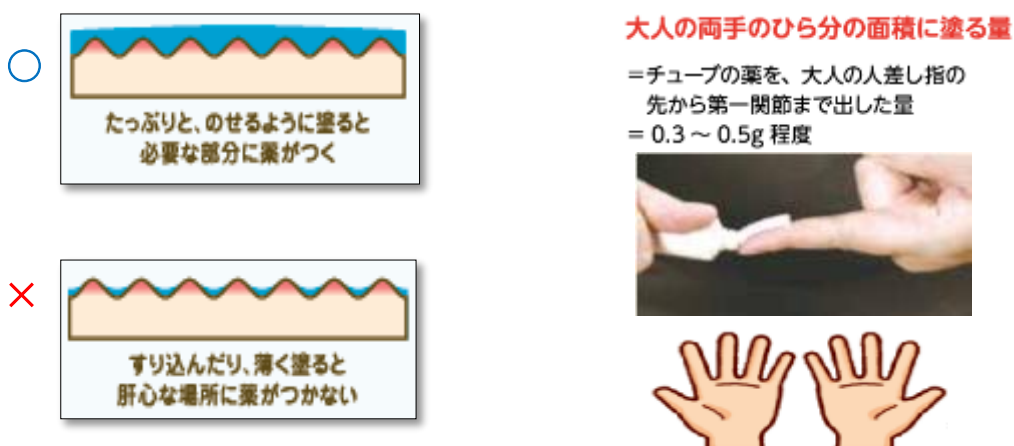 たっぷりと、のせるように塗ると
必要な部分に薬がつく
すり込んだり、薄く塗ると
肝心な場所に薬がつかない
大人の両手のひら分の面積に塗る量
＝チューブの薬を、大人の人差し指の
先から第一関節まで出した量
＝ 0.3 ～ 0.5g 程度